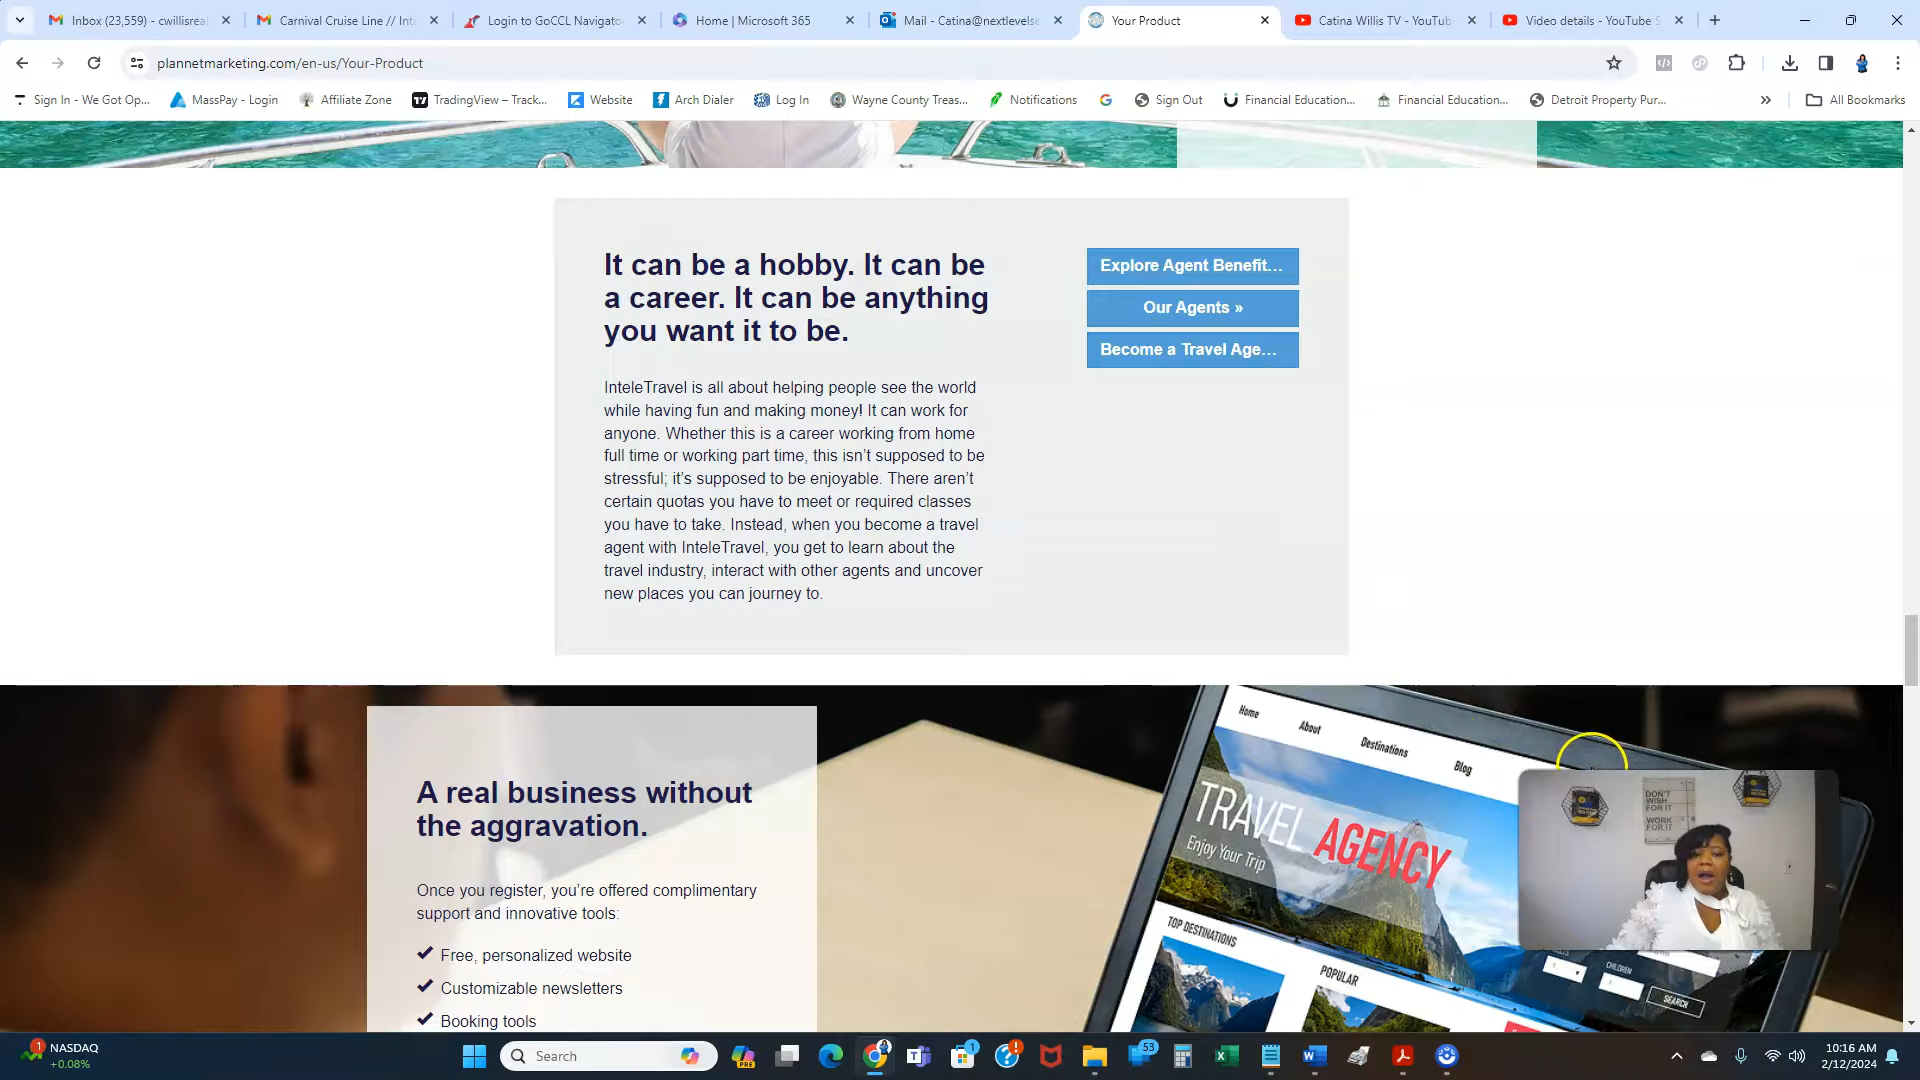 Inbox (23,559) - cwillisreal
Carnival Cruise Line // Int
Login to GoCCL Navigato
Home | Microsoft 365
Mail - Catina@nextlevelse
Your Product
Catina Willis TV - YouTub
Video details - YouTube S
plannetmarketing.com/en-us/Your-Product
Sign In - We Got Op...
MassPay - Login
Affiliate Zone
TradingView – Track...
Website
Arch Dialer
Log In
Wayne County Treas...
Notifications
Sign Out
Financial Education...
Financial Education...
Detroit Property Pur...
All Bookmarks
It can be a hobby. It can be
a career. It can be anything
you want it to be.
Explore Agent Benefit...
Our Agents »
Become a Travel Age...
InteleTravel is all about helping people see the world
while having fun and making money! It can work for
anyone. Whether this is a career working from home
full time or working part time, this isn’t supposed to be
stressful; it’s supposed to be enjoyable. There aren’t
certain quotas you have to meet or required classes
you have to take. Instead, when you become a travel
agent with InteleTravel, you get to learn about the
travel industry, interact with other agents and uncover
new places you can journey to.
A real business without
the aggravation.
Once you register, you’re offered complimentary
support and innovative tools:
Free, personalized website
Customizable newsletters
Booking tools
Home About Destinations Blog
TRAVEL AGENCY
Enjoy Your Trip
TOP DESTINATIONS
POPULAR
CHILDREN
SEARCH
DON'T
WISH
FOR IT
WORK
FOR IT
NASDAQ
+0.08%
Search
53
10:16 AM
2/12/2024